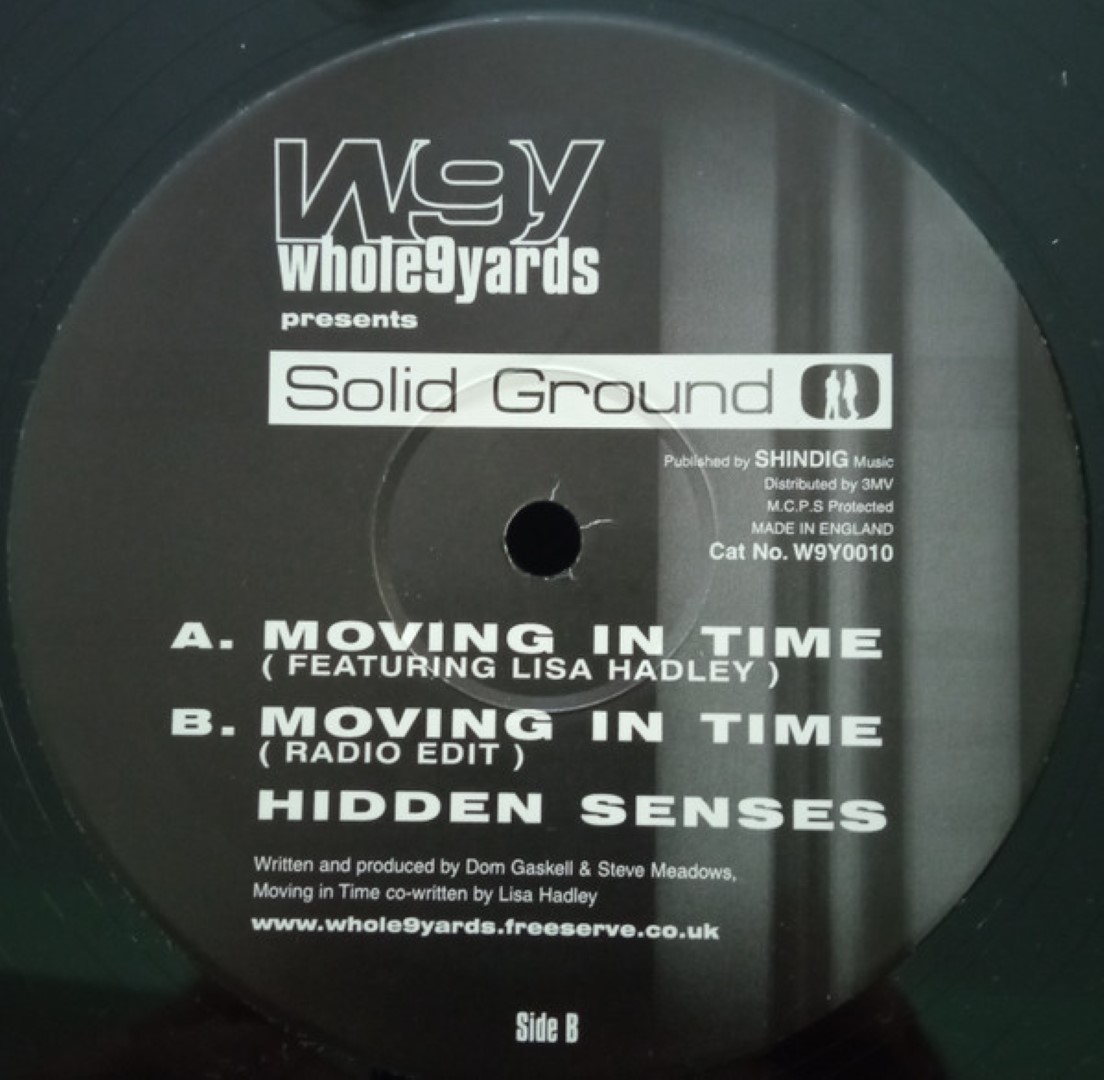 W9y
whole9yards
presents
Solid Ground
Published by SHINDIG Music
Distributed by 3MV
M.C.P.S Protected
MADE IN ENGLAND
Cat No. W9Y0010
A. MOVING IN TIME
( FEATURING LISA HADLEY )
B. MOVING IN TIME
( RADIO EDIT )
HIDDEN SENSES
Written and produced by Dom Gaskell & Steve Meadows,
Moving in Time co-written by Lisa Hadley
www.whole9yards.freeserve.co.uk
Side B